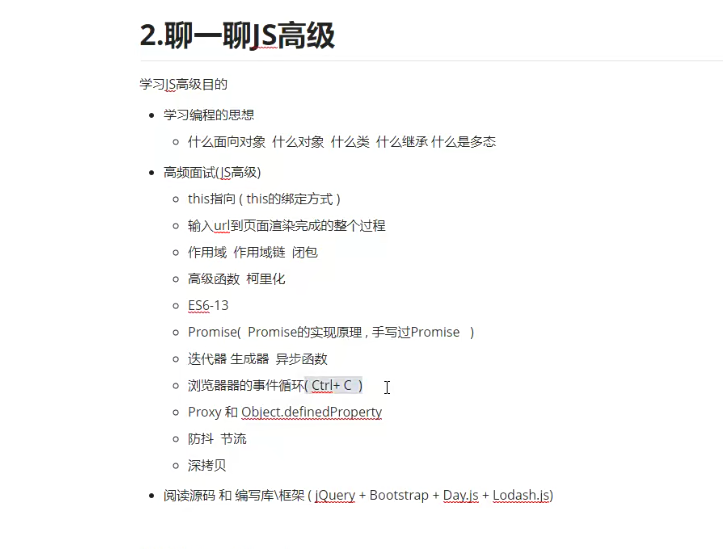 2.聊一聊JS高级
学习JS高级目的
学习编程的思想
什么面向对象 什么对象 什么类 什么继承 什么是多态
高频面试(JS高级)
this指向 ( this的绑定方式 )
输入url到页面渲染完成的整个过程
作用域 作用域链 闭包
高级函数 柯里化
ES6-13
Promise( Promise的实现原理 , 手写过Promise )
迭代器 生成器 异步函数
浏览器器的事件循环( Ctrl+ C )
Proxy 和 Object.definedProperty
防抖 节流
深拷贝
阅读源码 和 编写库\框架 ( jQuery + Bootstrap + Day.js + Lodash.js)